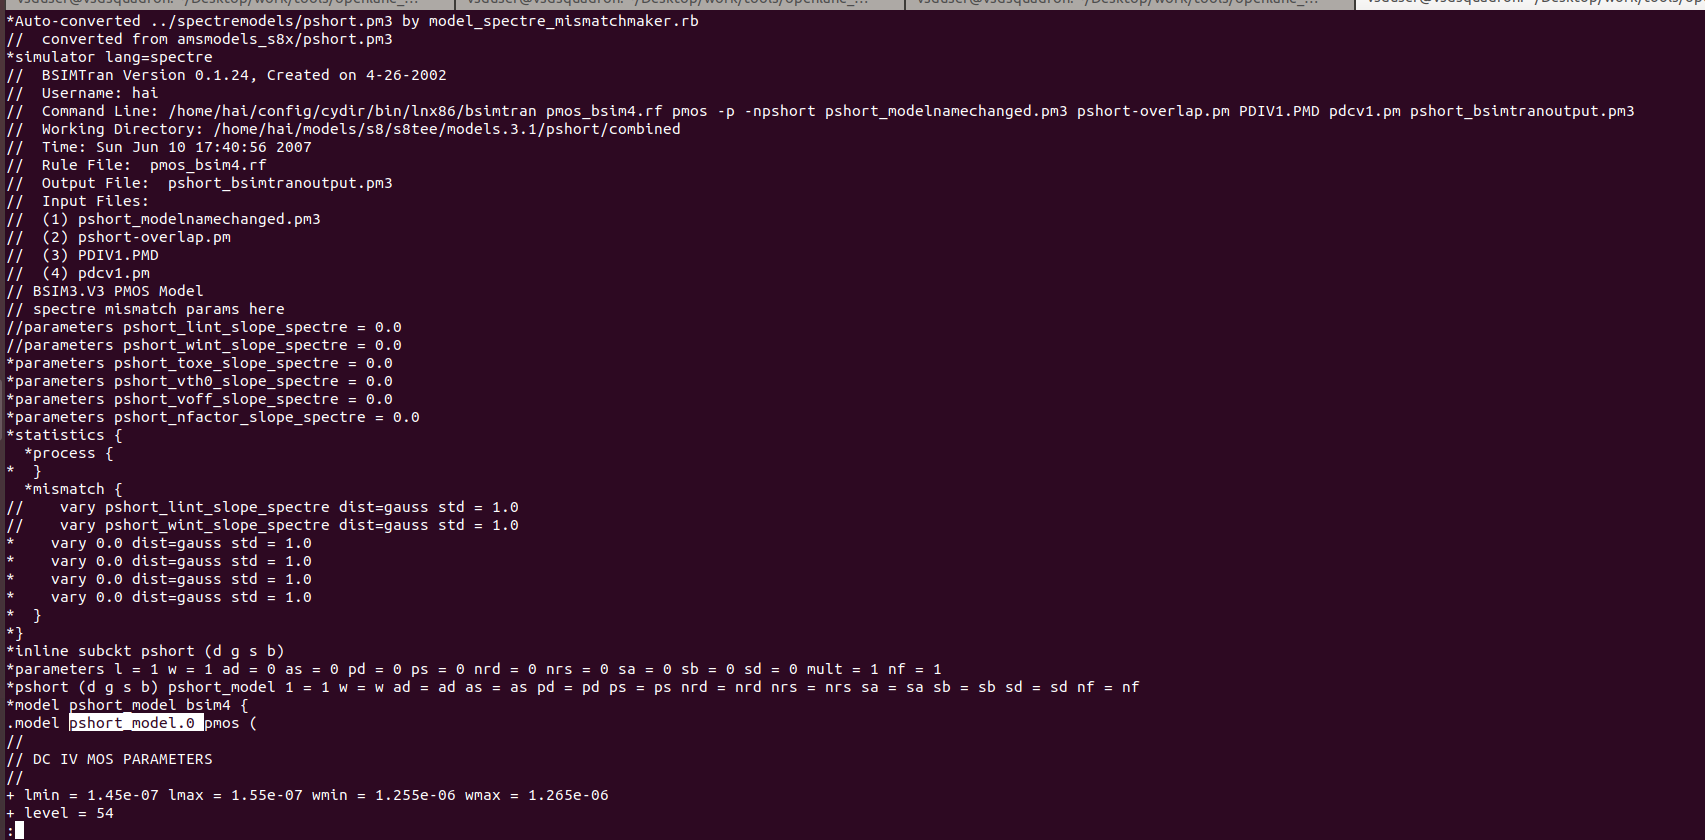 *Auto-converted ../spectremodels/pshort.pm3 by model_spectre_mismatchmaker.rb
//  converted from amsmodels_s8x/pshort.pm3
*simulator lang=spectre
//  BSIMTran Version 0.1.24, Created on 4-26-2002
//  Username: hai
//  Command Line: /home/hai/config/cydir/bin/lnx86/bsimtran pmos_bsim4.rf pmos -p -npshort pshort_modelnamechanged.pm3 pshort-overlap.pm PDIV1.PMD pdcv1.pm pshort_bsimtranoutput.pm3
//  Working Directory: /home/hai/models/s8/s8tee/models.3.1/pshort/combined
//  Time: Sun Jun 10 17:40:56 2007
//  Rule File:  pmos_bsim4.rf
//  Output File:  pshort_bsimtranoutput.pm3
//  Input Files:
//  (1) pshort_modelnamechanged.pm3
//  (2) pshort-overlap.pm
//  (3) PDIV1.PMD
//  (4) pdcv1.pm
// BSIM3.V3 PMOS Model
// spectre mismatch params here
//parameters pshort_lint_slope_spectre = 0.0
//parameters pshort_wint_slope_spectre = 0.0
*parameters pshort_toxe_slope_spectre = 0.0
*parameters pshort_vth0_slope_spectre = 0.0
*parameters pshort_voff_slope_spectre = 0.0
*parameters pshort_nfactor_slope_spectre = 0.0
*statistics {
  *process {
*  }
  *mismatch {
//    vary pshort_lint_slope_spectre dist=gauss std = 1.0
//    vary pshort_wint_slope_spectre dist=gauss std = 1.0
*    vary 0.0 dist=gauss std = 1.0
*    vary 0.0 dist=gauss std = 1.0
*    vary 0.0 dist=gauss std = 1.0
*    vary 0.0 dist=gauss std = 1.0
*  }
*}
*inline subckt pshort (d g s b)
*parameters l = 1 w = 1 ad = 0 as = 0 pd = 0 ps = 0 nrd = 0 nrs = 0 sa = 0 sb = 0 sd = 0 mult = 1 nf = 1
*pshort (d g s b) pshort_model 1 = 1 w = w ad = ad as = as pd = pd ps = ps nrd = nrd nrs = nrs sa = sa sb = sb sd = sd nf = nf
*model pshort_model bsim4 {
.model pshort_model.0 pmos (
//
// DC IV MOS PARAMETERS
//
+ lmin = 1.45e-07 lmax = 1.55e-07 wmin = 1.255e-06 wmax = 1.265e-06
+ level = 54
: